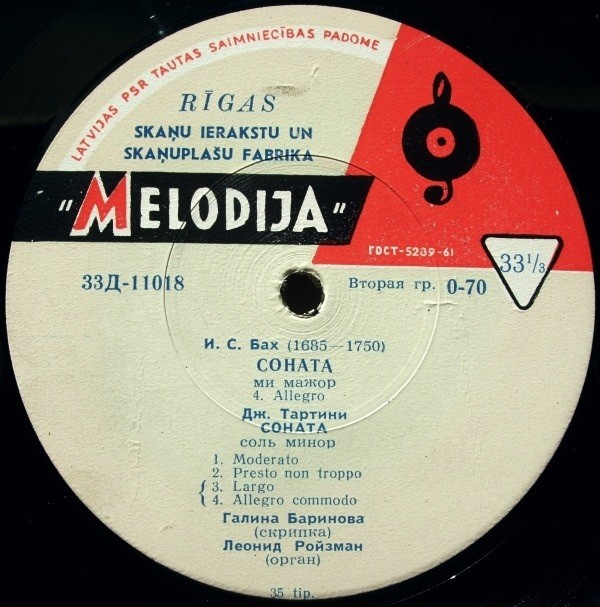 LATVIJAS PSR TAUTAS SAIMNIECĪBAS PADOME
RĪGAS
SKAŅU IERAKSTU UN
SKAŅUPLAŠU FABRIKA
"MELODIJA"
ГОСТ-5289-61
33⅓
33Д-11018
Вторая гр. 0-70
И. С. Бах (1685—1750)
СОНАТА
ми мажор
4. Allegro
Дж. Тартини
СОНАТА
соль минор
1. Moderato
2. Presto non troppo
{ 3. Largo
{ 4. Allegro commodo
Галина Баринова
(скрипка)
Леонид Ройзман
(орган)
35 tip.